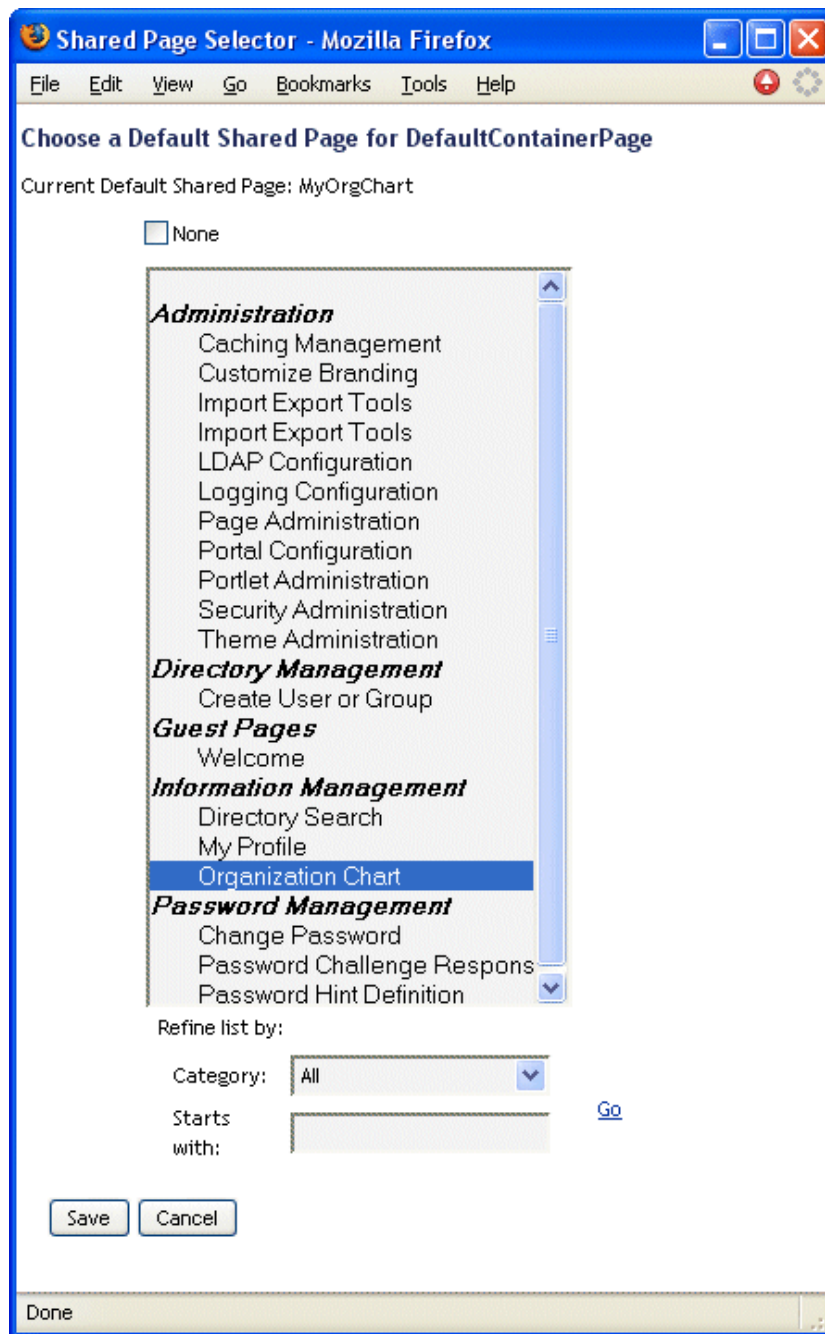 Shared Page Selector - Mozilla Firefox
File Edit View Go Bookmarks Tools Help
Choose a Default Shared Page for DefaultContainerPage
Current Default Shared Page: MyOrgChart
None
Administration
Caching Management
Customize Branding
Import Export Tools
Import Export Tools
LDAP Configuration
Logging Configuration
Page Administration
Portal Configuration
Portlet Administration
Security Administration
Theme Administration
Directory Management
Create User or Group
Guest Pages
Welcome
Information Management
Directory Search
My Profile
Organization Chart
Password Management
Change Password
Password Challenge Respons
Password Hint Definition
Refine list by:
Category: All
Go
Starts
with:
Save Cancel
Done